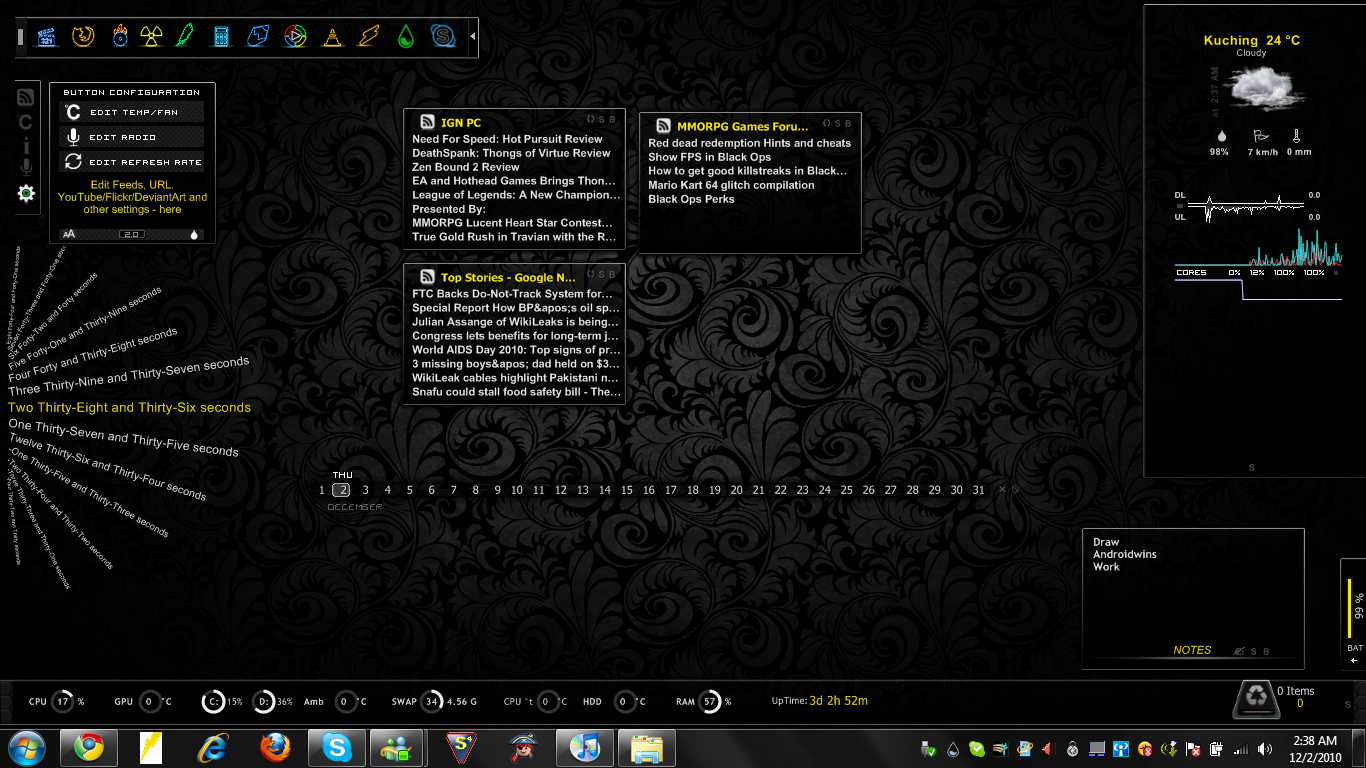 Kuching 24 °C
Cloudy
at 2:37 AM
98%
7 km/h
0 mm
DL
0.0
UL
0.0
CORES 0% 12% 100% 100%
S
BUTTON CONFIGURATION
°C EDIT TEMP/FAN
EDIT RADIO
EDIT REFRESH RATE
Edit Feeds, URL.
YouTube/Flickr/DeviantArt and
other settings - here
AA 2.0
C
i
IGN PC
S B
Need For Speed: Hot Pursuit Review
DeathSpank: Thongs of Virtue Review
Zen Bound 2 Review
EA and Hothead Games Brings Thon...
League of Legends: A New Champion...
Presented By:
MMORPG Lucent Heart Star Contest...
True Gold Rush in Travian with the R...
MMORPG Games Foru...
S B
Red dead redemption Hints and cheats
Show FPS in Black Ops
How to get good killstreaks in Black...
Mario Kart 64 glitch compilation
Black Ops Perks
Top Stories - Google N...
S B
FTC Backs Do-Not-Track System for...
Special Report How BP&apos;s oil sp...
Julian Assange of WikiLeaks is being...
Congress lets benefits for long-term j...
World AIDS Day 2010: Top signs of pr...
3 missing boys&apos; dad held on $3...
WikiLeak cables highlight Pakistani n...
Snafu could stall food safety bill - The...
Six Forty-Two and Forty seconds
Five Forty-One and Thirty-Nine seconds
Four Forty and Thirty-Eight seconds
Three Thirty-Nine and Thirty-Seven seconds
Two Thirty-Eight and Thirty-Six seconds
One Thirty-Seven and Thirty-Five seconds
Twelve Thirty-Six and Thirty-Four seconds
-One Thirty-Five and Thirty-Three seconds
-Two Thirty-Four and Thirty-Two seconds
THU
1 2 3 4 5 6 7 8 9 10 11 12 13 14 15 16 17 18 19 20 21 22 23 24 25 26 27 28 29 30 31
DECEMBER
Draw
Androidwins
Work
NOTES S B
99 %
BAT
CPU 17 % GPU 0 °C C: 15% D: 36% Amb 0 °C SWAP 34 4.56 G CPU °t 0 °C HDD 0 °C RAM 57 % UpTime: 3d 2h 52m
0 Items
0
S
2:38 AM
12/2/2010